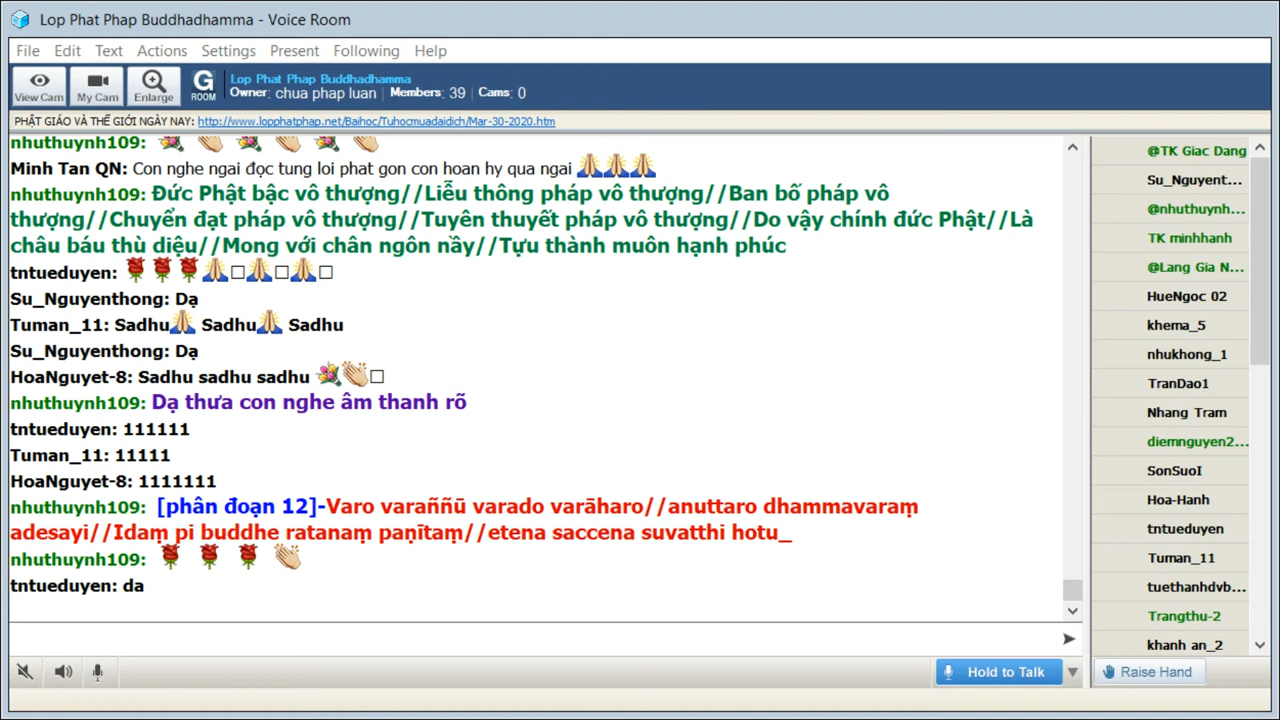 Lop Phat Phap Buddhadhamma - Voice Room
File Edit Text Actions Settings Present Following Help
View Cam My Cam Enlarge G ROOM
Lop Phat Phap Buddhadhamma
Owner: chua phap luan | Members: 39 | Cams: 0
PHẬT GIÁO VÀ THẾ GIỚI NGÀY NAY: http://www.lopphatphap.net/Baihoc/Tuhocmuadaidich/Mar-30-2020.htm
nhuthuynh109:
Minh Tan QN: Con nghe ngai đọc tung loi phat gon con hoan hy qua ngai
nhuthuynh109: Đức Phật bậc vô thượng//Liễu thông pháp vô thượng//Ban bố pháp vô
thượng//Chuyển đạt pháp vô thượng//Tuyên thuyết pháp vô thượng//Do vậy chính đức Phật//Là
châu báu thù diệu//Mong với chân ngôn nầy//Tựu thành muôn hạnh phúc
tntueduyen:
Su_Nguyenthong: Dạ
Tuman_11: Sadhu Sadhu Sadhu
Su_Nguyenthong: Dạ
HoaNguyet-8: Sadhu sadhu sadhu
nhuthuynh109: Dạ thưa con nghe âm thanh rõ
tntueduyen: 111111
Tuman_11: 11111
HoaNguyet-8: 1111111
nhuthuynh109: [phân đoạn 12]-Varo varaññū varado varāharo//anuttaro dhammavaraṃ
adesayi//Idaṃ pi buddhe ratanaṃ paṇītaṃ//etena saccena suvatthi hotu_
nhuthuynh109:
tntueduyen: da
@TK Giac Dang
Su_Nguyent...
@nhuthuynh...
TK minhhanh
@Lang Gia N...
HueNgoc 02
khema_5
nhukhong_1
TranDao1
Nhang Tram
diemnguyen2...
SonSuoI
Hoa-Hanh
tntueduyen
Tuman_11
tuethanhdvb...
Trangthu-2
khanh an_2
Hold to Talk
Raise Hand